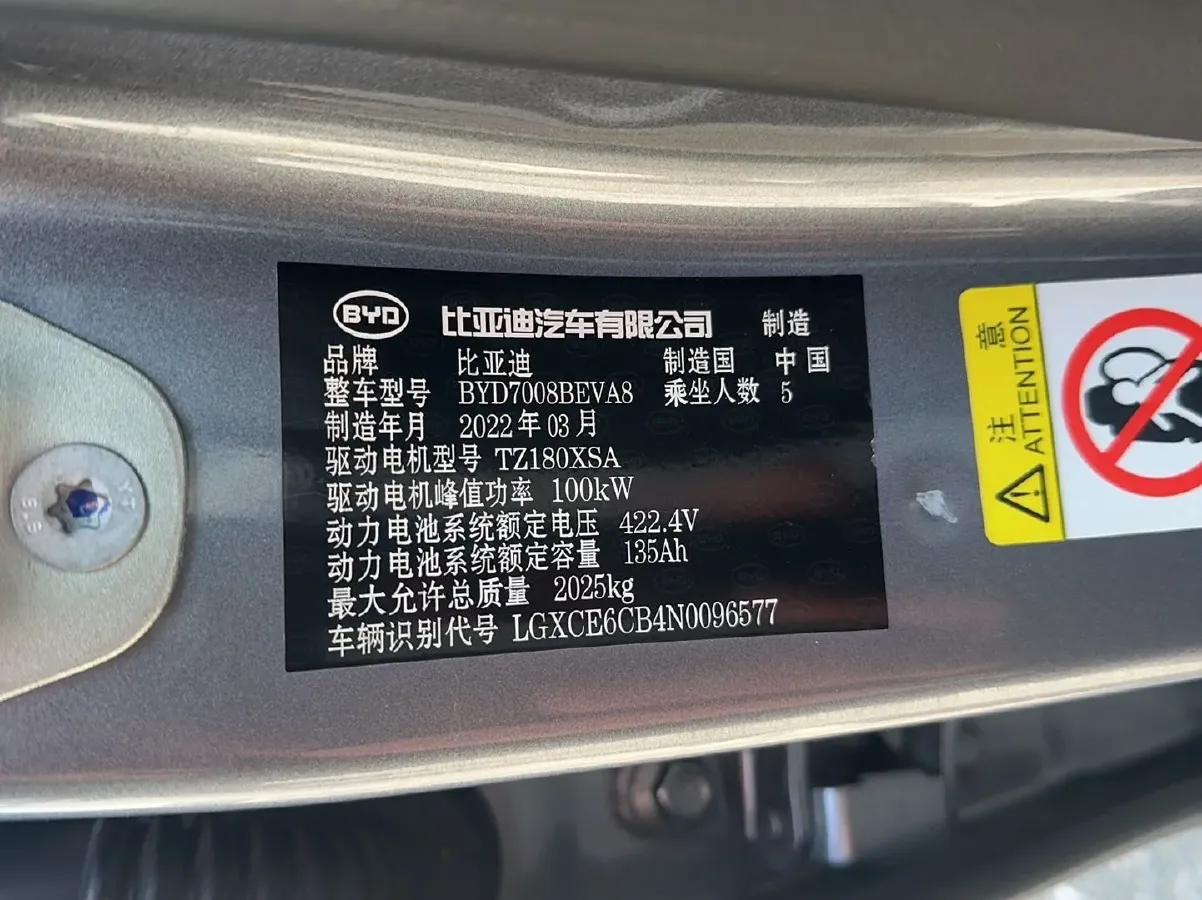 BYD 比亚迪汽车有限公司 制造
品牌 比亚迪 制造国 中国
整车型号 BYD7008BEVA8 乘坐人数 5
制造年月 2022年03月
驱动电机型号 TZ180XSA
驱动电机峰值功率 100kW
动力电池系统额定电压 422.4V
动力电池系统额定容量 135Ah
最大允许总质量 2025kg
车辆识别代号 LGXCE6CB4N0096577
注意
ATTENTION